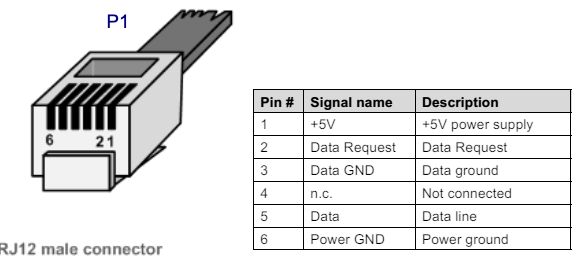 P1
6 2 1
RJ12 male connector
Pin # Signal name Description
1 +5V +5V power supply
2 Data Request Data Request
3 Data GND Data ground
4 n.c. Not connected
5 Data Data line
6 Power GND Power ground